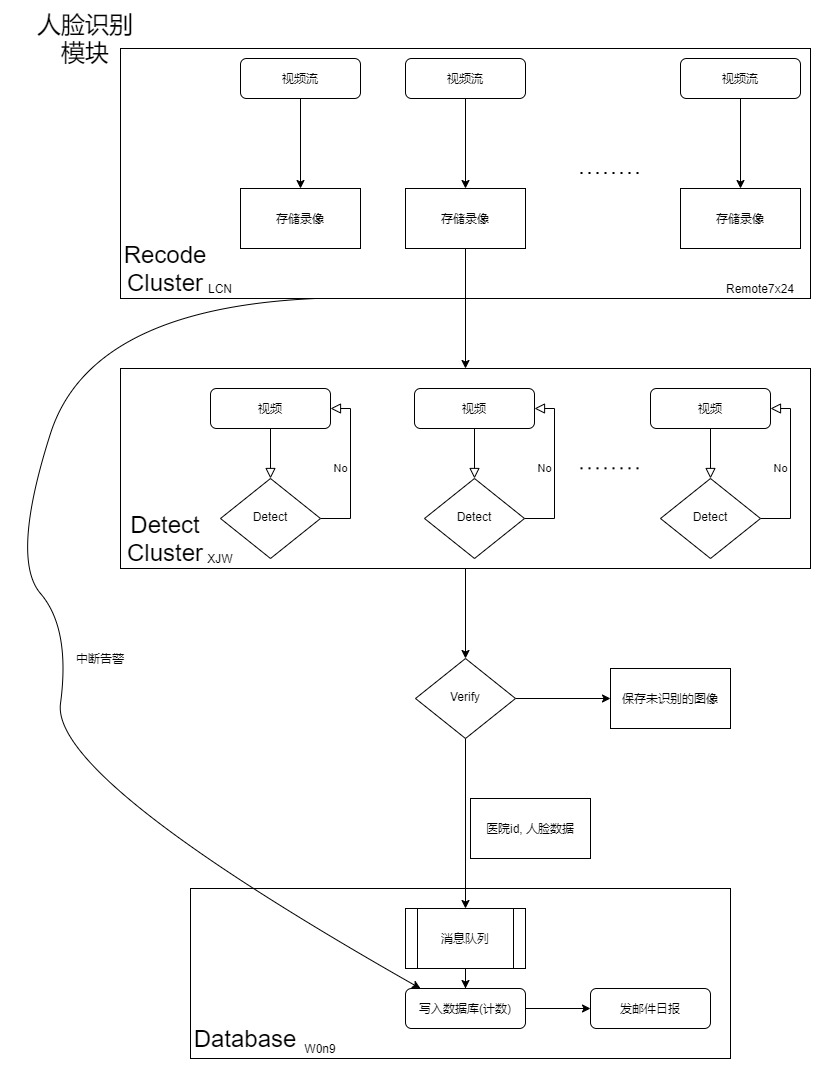 人脸识别
模块
视频流
视频流
视频流
........
存储录像
存储录像
存储录像
Recode
Cluster LCN
Remote7x24
视频
视频
视频
No
No
........
No
Detect
Detect
Detect
Detect
Cluster XJW
中断告警
Verify
保存未识别的图像
医院id, 人脸数据
消息队列
写入数据库(计数)
发邮件日报
Database W0n9